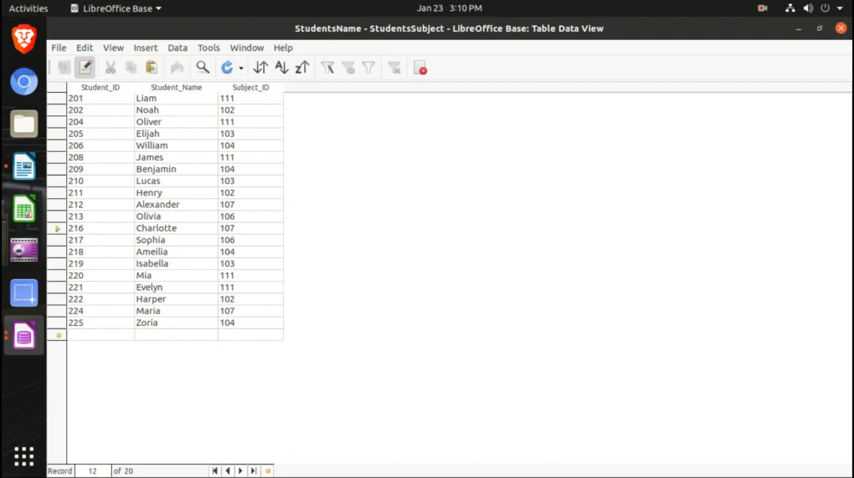 Activities LibreOffice Base Jan 23 3:10 PM
StudentsName - StudentsSubject - LibreOffice Base: Table Data View
File Edit View Insert Data Tools Window Help
Student_ID Student_Name Subject_ID
201 Liam 111
202 Noah 102
204 Oliver 111
205 Elijah 103
206 William 104
208 James 111
209 Benjamin 104
210 Lucas 103
211 Henry 102
212 Alexander 107
213 Olivia 106
216 Charlotte 107
217 Sophia 106
218 Ameilia 104
219 Isabella 103
220 Mia 111
221 Evelyn 111
222 Harper 102
224 Maria 107
225 Zoria 104
Record 12 of 20